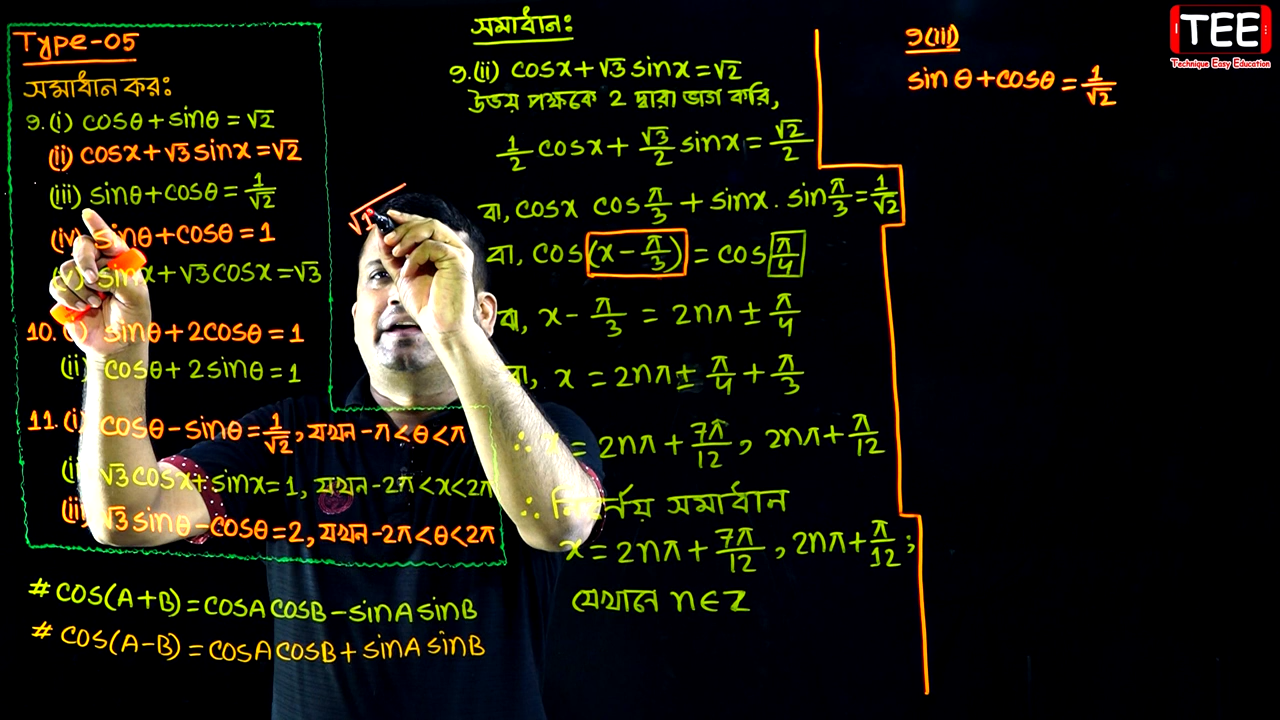 Type-05
সমাধান করঃ
9. (i) cosθ + sinθ = √2
(ii) cosx + √3 sinx = √2
(iii) sinθ + cosθ = 1/√2
(iv) sinθ + cosθ = 1
(v) sinx + √3 cosx = √3
10. (i) sinθ + 2cosθ = 1
(ii) cosθ + 2sinθ = 1
11. (i) cosθ - sinθ = 1/√2, যখন -π < θ < π
(ii) √3 cosx + sinx = 1, যখন -2π < x < 2π
(iii) √3 sinθ - cosθ = 2, যখন -2π < θ < 2π
# cos(A+B) = cosA cosB - sinA sinB
# cos(A-B) = cosA cosB + sinA sinB
√1
সমাধানঃ
9. (ii) cosx + √3 sinx = √2
উভয় পক্ষকে 2 দ্বারা ভাগ করি,
1/2 cosx + √3/2 sinx = √2/2
বা, cosx cos π/3 + sinx . sin π/3 = 1/√2
বা, cos (x - π/3) = cos π/4
বা, x - π/3 = 2nπ ± π/4
বা, x = 2nπ ± π/4 + π/3
∴ x = 2nπ + 7π/12, 2nπ + π/12
∴ নির্ণেয় সমাধান
x = 2nπ + 7π/12, 2nπ + π/12;
যেখানে n ∈ Z
9(iii)
sinθ + cosθ = 1/√2
TEE
Technique Easy Education